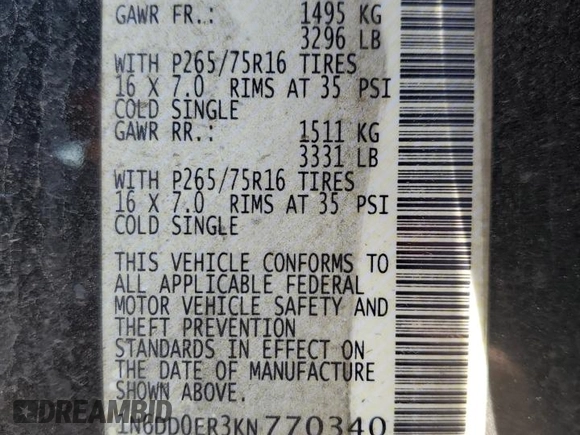 GAWR FR.: 1495 KG
3296 LB
WITH P265/75R16 TIRES
16 X 7.0 RIMS AT 35 PSI
COLD SINGLE
GAWR RR.: 1511 KG
3331 LB
WITH P265/75R16 TIRES
16 X 7.0 RIMS AT 35 PSI
COLD SINGLE
THIS VEHICLE CONFORMS TO
ALL APPLICABLE FEDERAL
MOTOR VEHICLE SAFETY AND
THEFT PREVENTION
STANDARDS IN EFFECT ON
THE DATE OF MANUFACTURE
SHOWN ABOVE.
1N6DD0ER3KN770340
DREAMBID